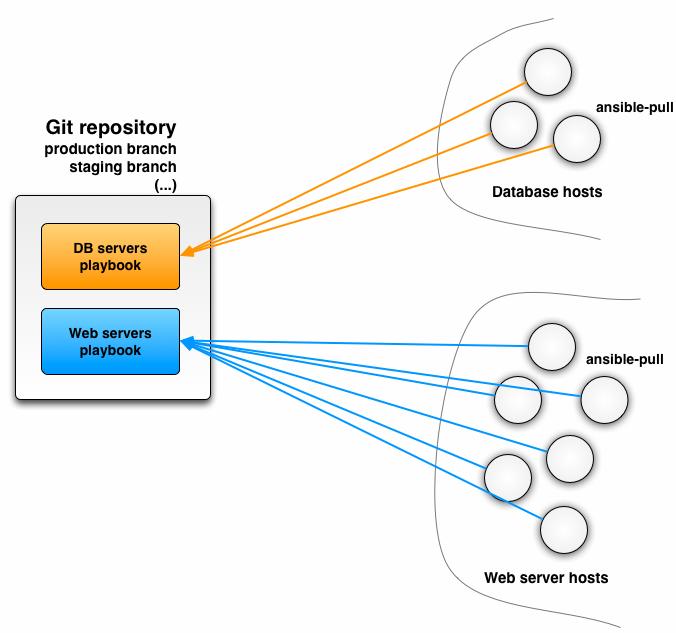 Git repository
production branch
staging branch
(...)
DB servers
playbook
Web servers
playbook
ansible-pull
Database hosts
ansible-pull
Web server hosts